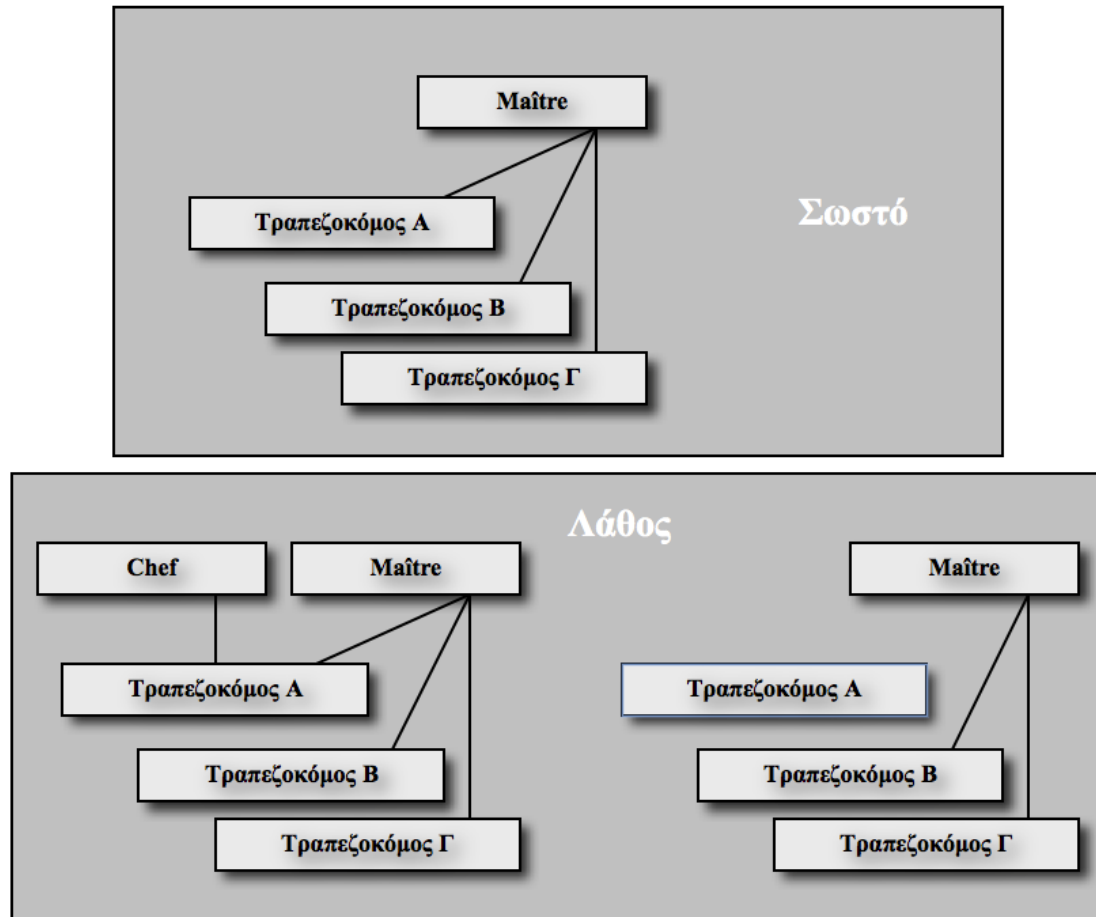 Maître
Τραπεζοκόμος Α
Σωστό
Τραπεζοκόμος Β
Τραπεζοκόμος Γ
Λάθος
Chef
Maître
Τραπεζοκόμος Α
Τραπεζοκόμος Β
Τραπεζοκόμος Γ
Maître
Τραπεζοκόμος Α
Τραπεζοκόμος Β
Τραπεζοκόμος Γ